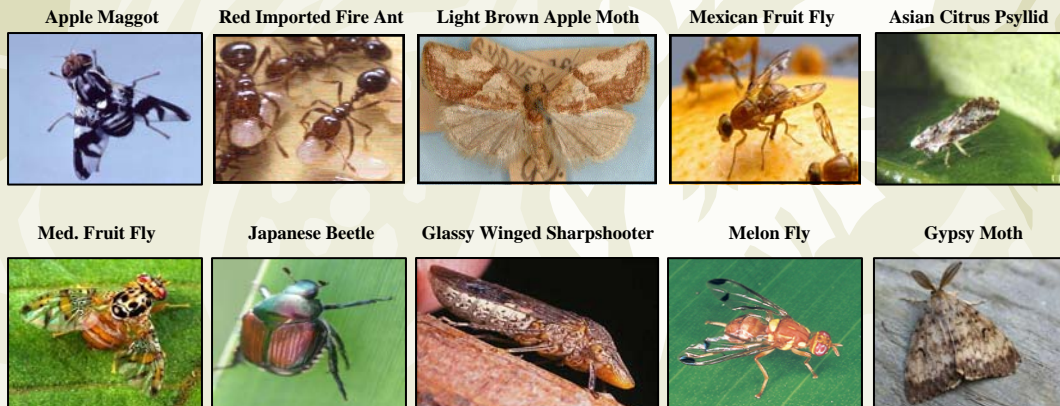 Apple Maggot
Red Imported Fire Ant
Light Brown Apple Moth
Mexican Fruit Fly
Asian Citrus Psyllid
Med. Fruit Fly
Japanese Beetle
Glassy Winged Sharpshooter
Melon Fly
Gypsy Moth